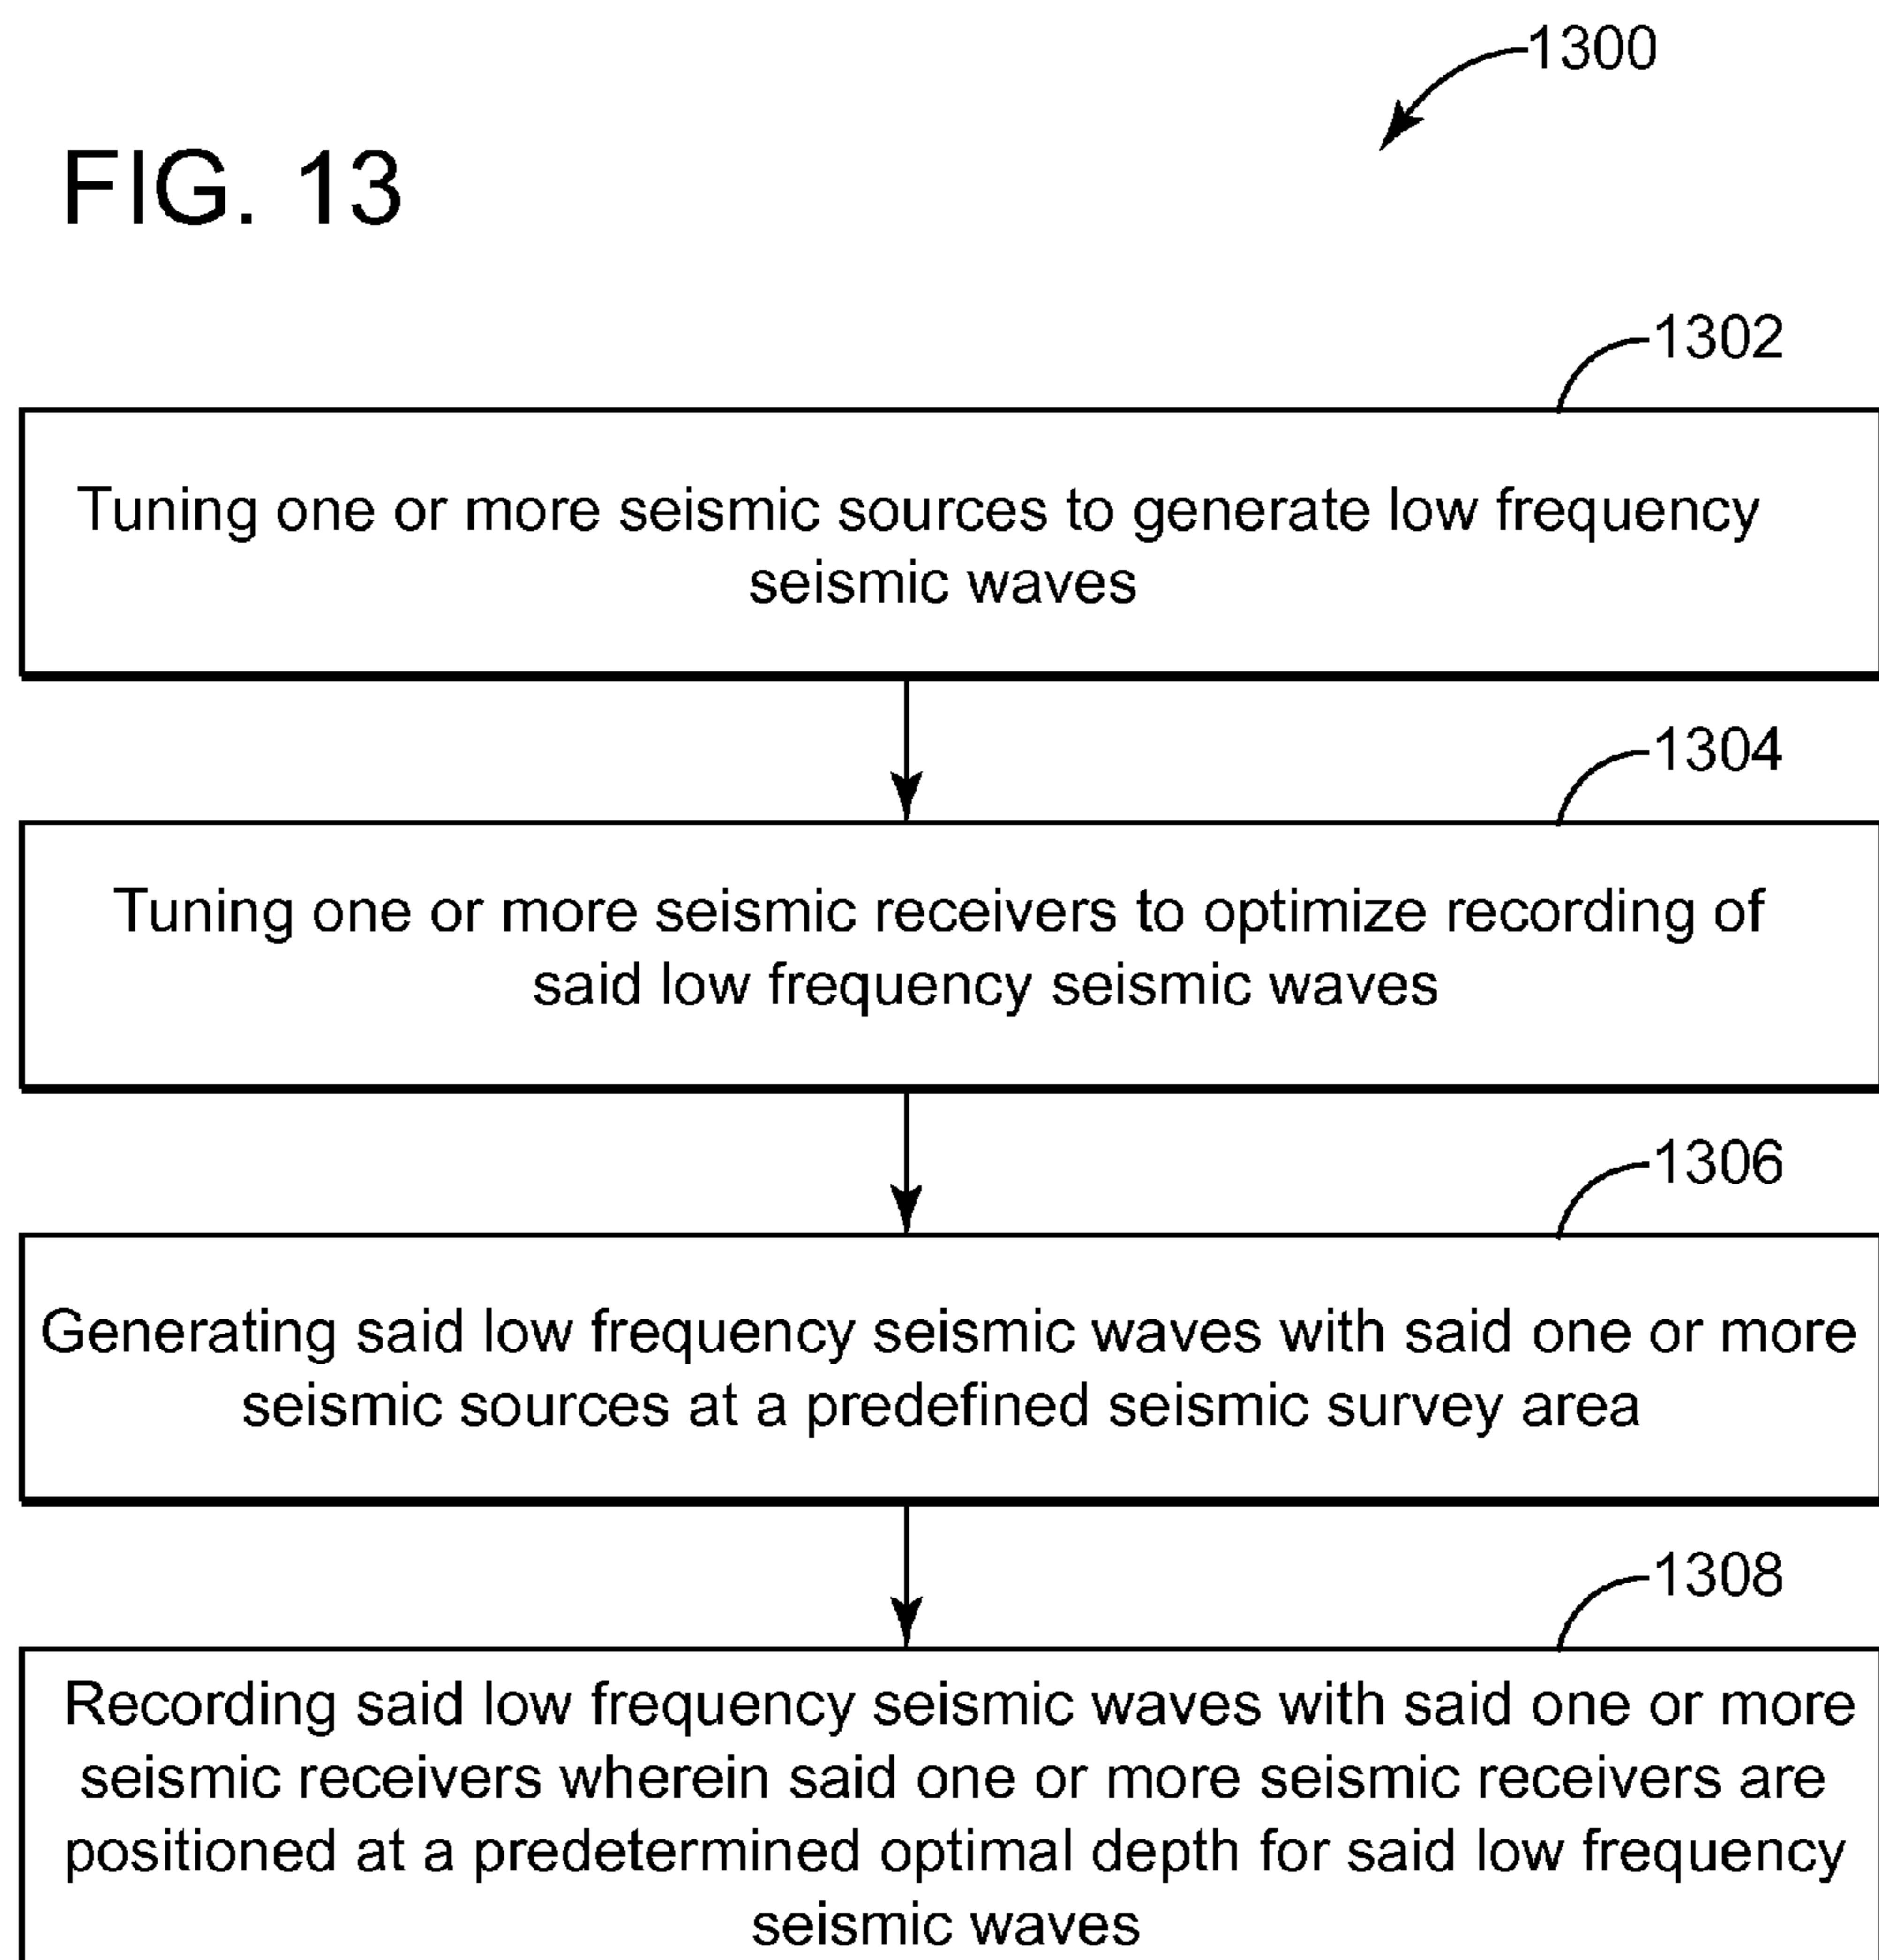 1300
FIG. 13
1302
Tuning one or more seismic sources to generate low frequency
seismic waves
1304
Tuning one or more seismic receivers to optimize recording of
said low frequency seismic waves
1306
Generating said low frequency seismic waves with said one or more
seismic sources at a predefined seismic survey area
1308
Recording said low frequency seismic waves with said one or more
seismic receivers wherein said one or more seismic receivers are
positioned at a predetermined optimal depth for said low frequency
seismic waves